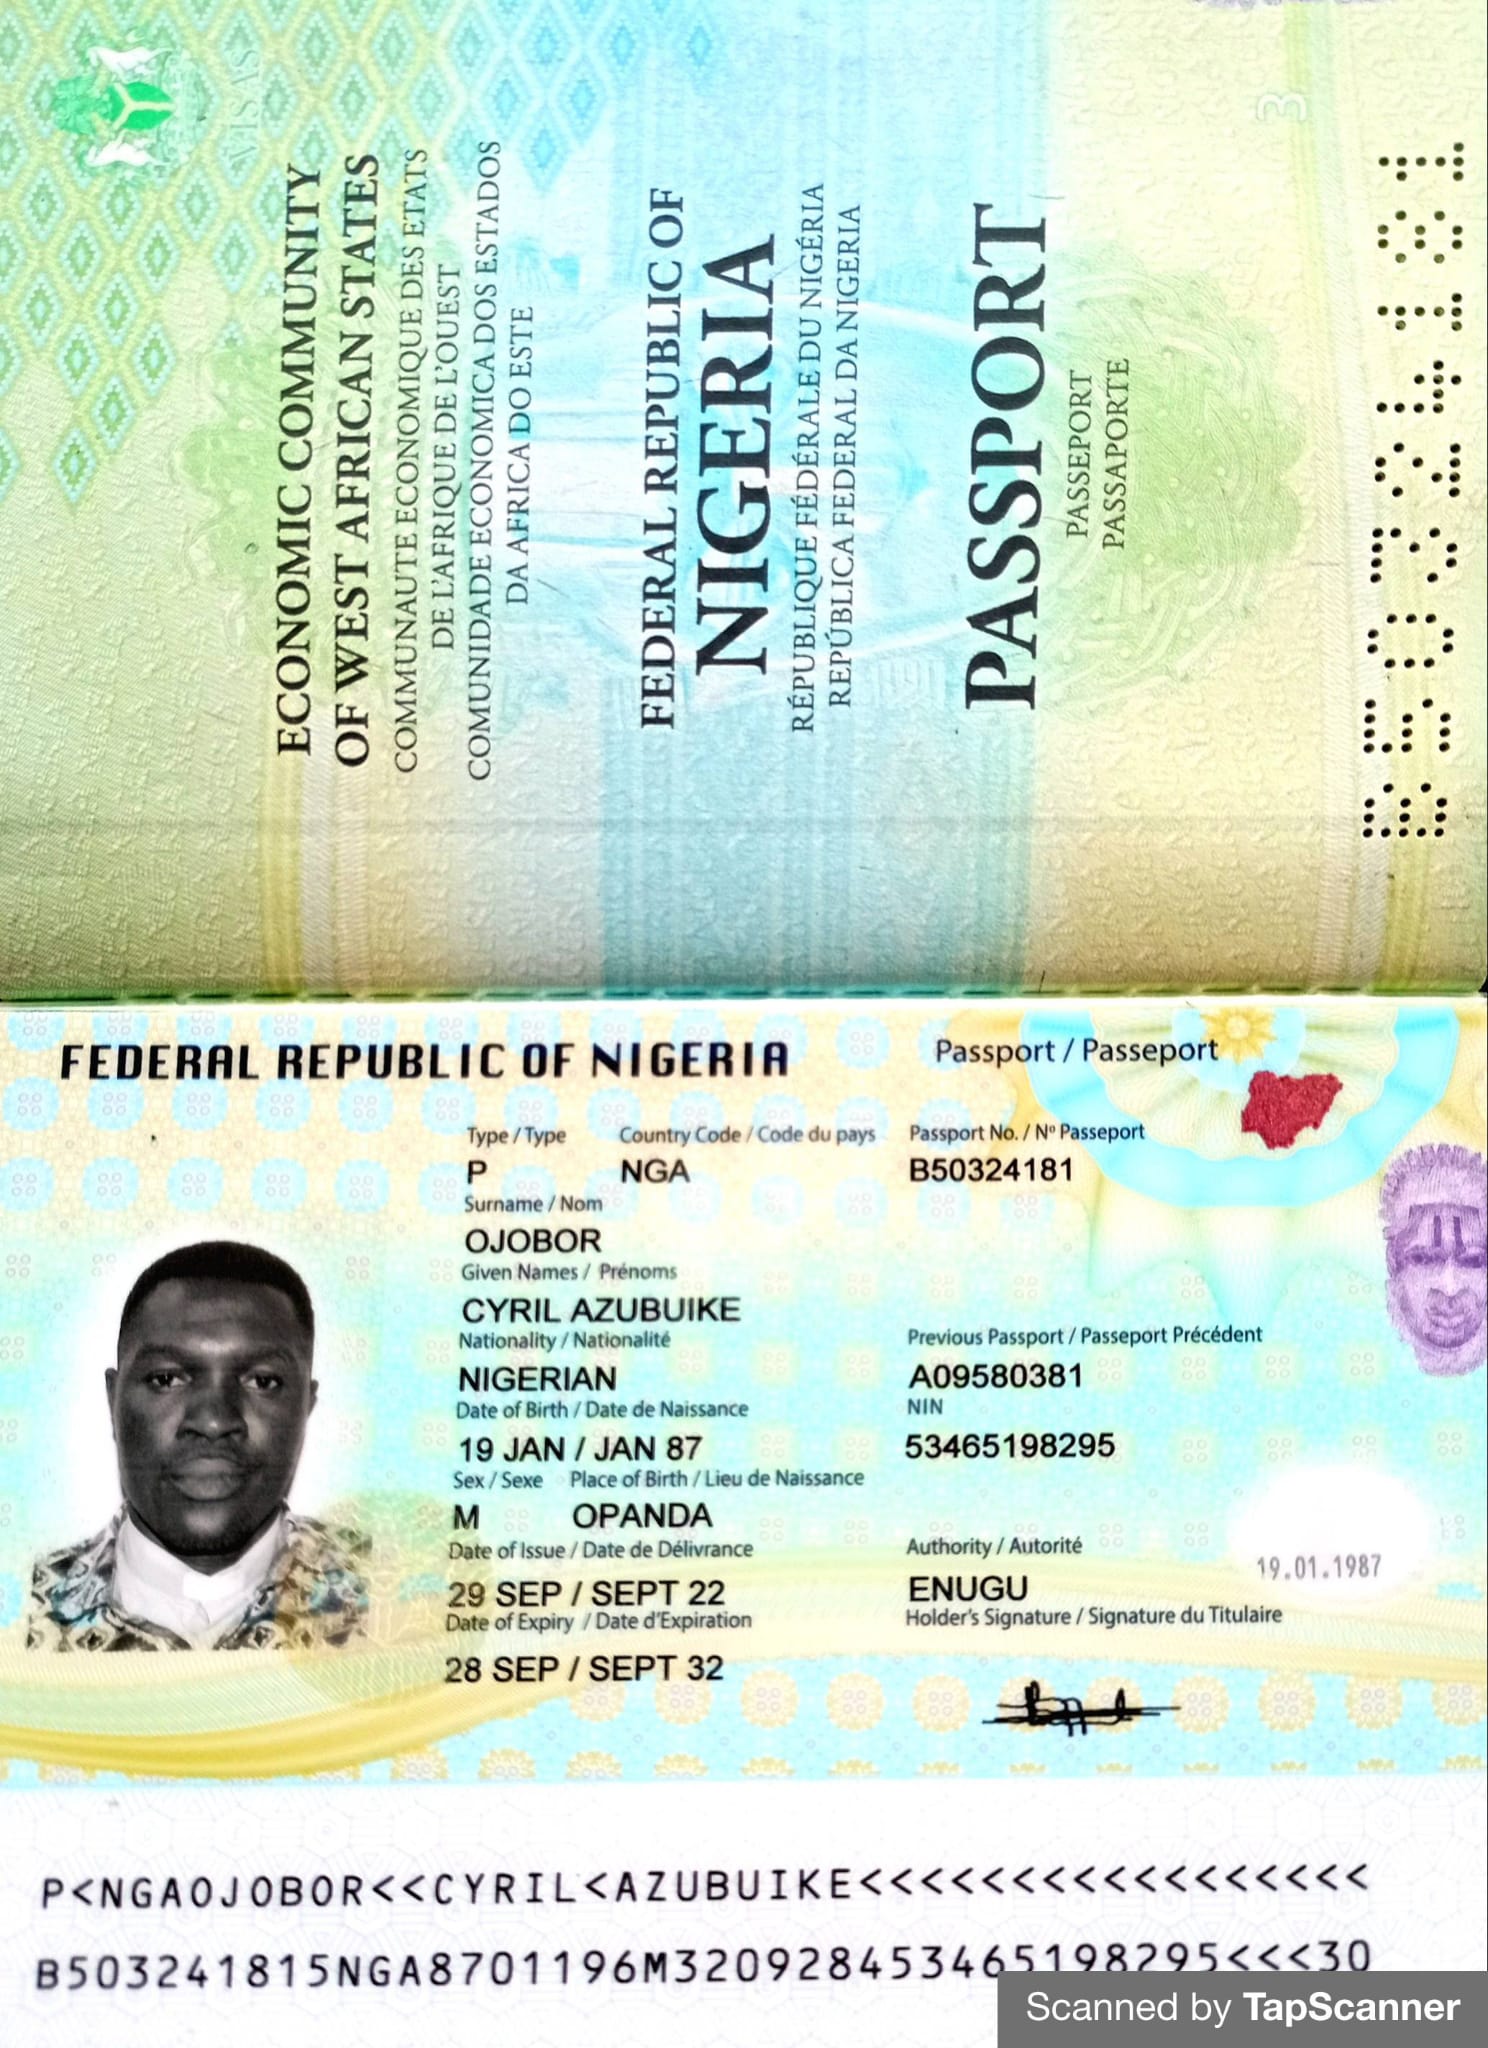 VISAS
3
ECONOMIC COMMUNITY
OF WEST AFRICAN STATES
COMMUNAUTE ECONOMIQUE DES ETATS
DE L'AFRIQUE DE L'OUEST
COMUNIDADE ECONOMICA DOS ESTADOS
DA AFRICA DO ESTE
FEDERAL REPUBLIC OF
NIGERIA
RÉPUBLIQUE FÉDÉRALE DU NIGÉRIA
REPÚBLICA FEDERAL DA NIGERIA
PASSPORT
PASSEPORT
PASSAPORTE
B50324181
FEDERAL REPUBLIC OF NIGERIA
Passport / Passeport
Type / Type Country Code / Code du pays Passport No. / Nº Passeport
P NGA B50324181
Surname / Nom
OJOBOR
Given Names / Prénoms
CYRIL AZUBUIKE
Nationality / Nationalité Previous Passport / Passeport Précédent
NIGERIAN A09580381
Date of Birth / Date de Naissance NIN
19 JAN / JAN 87 53465198295
Sex / Sexe Place of Birth / Lieu de Naissance
M OPANDA
Date of Issue / Date de Délivrance Authority / Autorité
29 SEP / SEPT 22 ENUGU
19.01.1987
Date of Expiry / Date d'Expiration Holder's Signature / Signature du Titulaire
28 SEP / SEPT 32
P<NGAOJOBOR<<CYRIL<AZUBUIKE<<<<<<<<<<<<<<<<<
B503241815NGA8701196M320928453465198295<<<30
Scanned by TapScanner